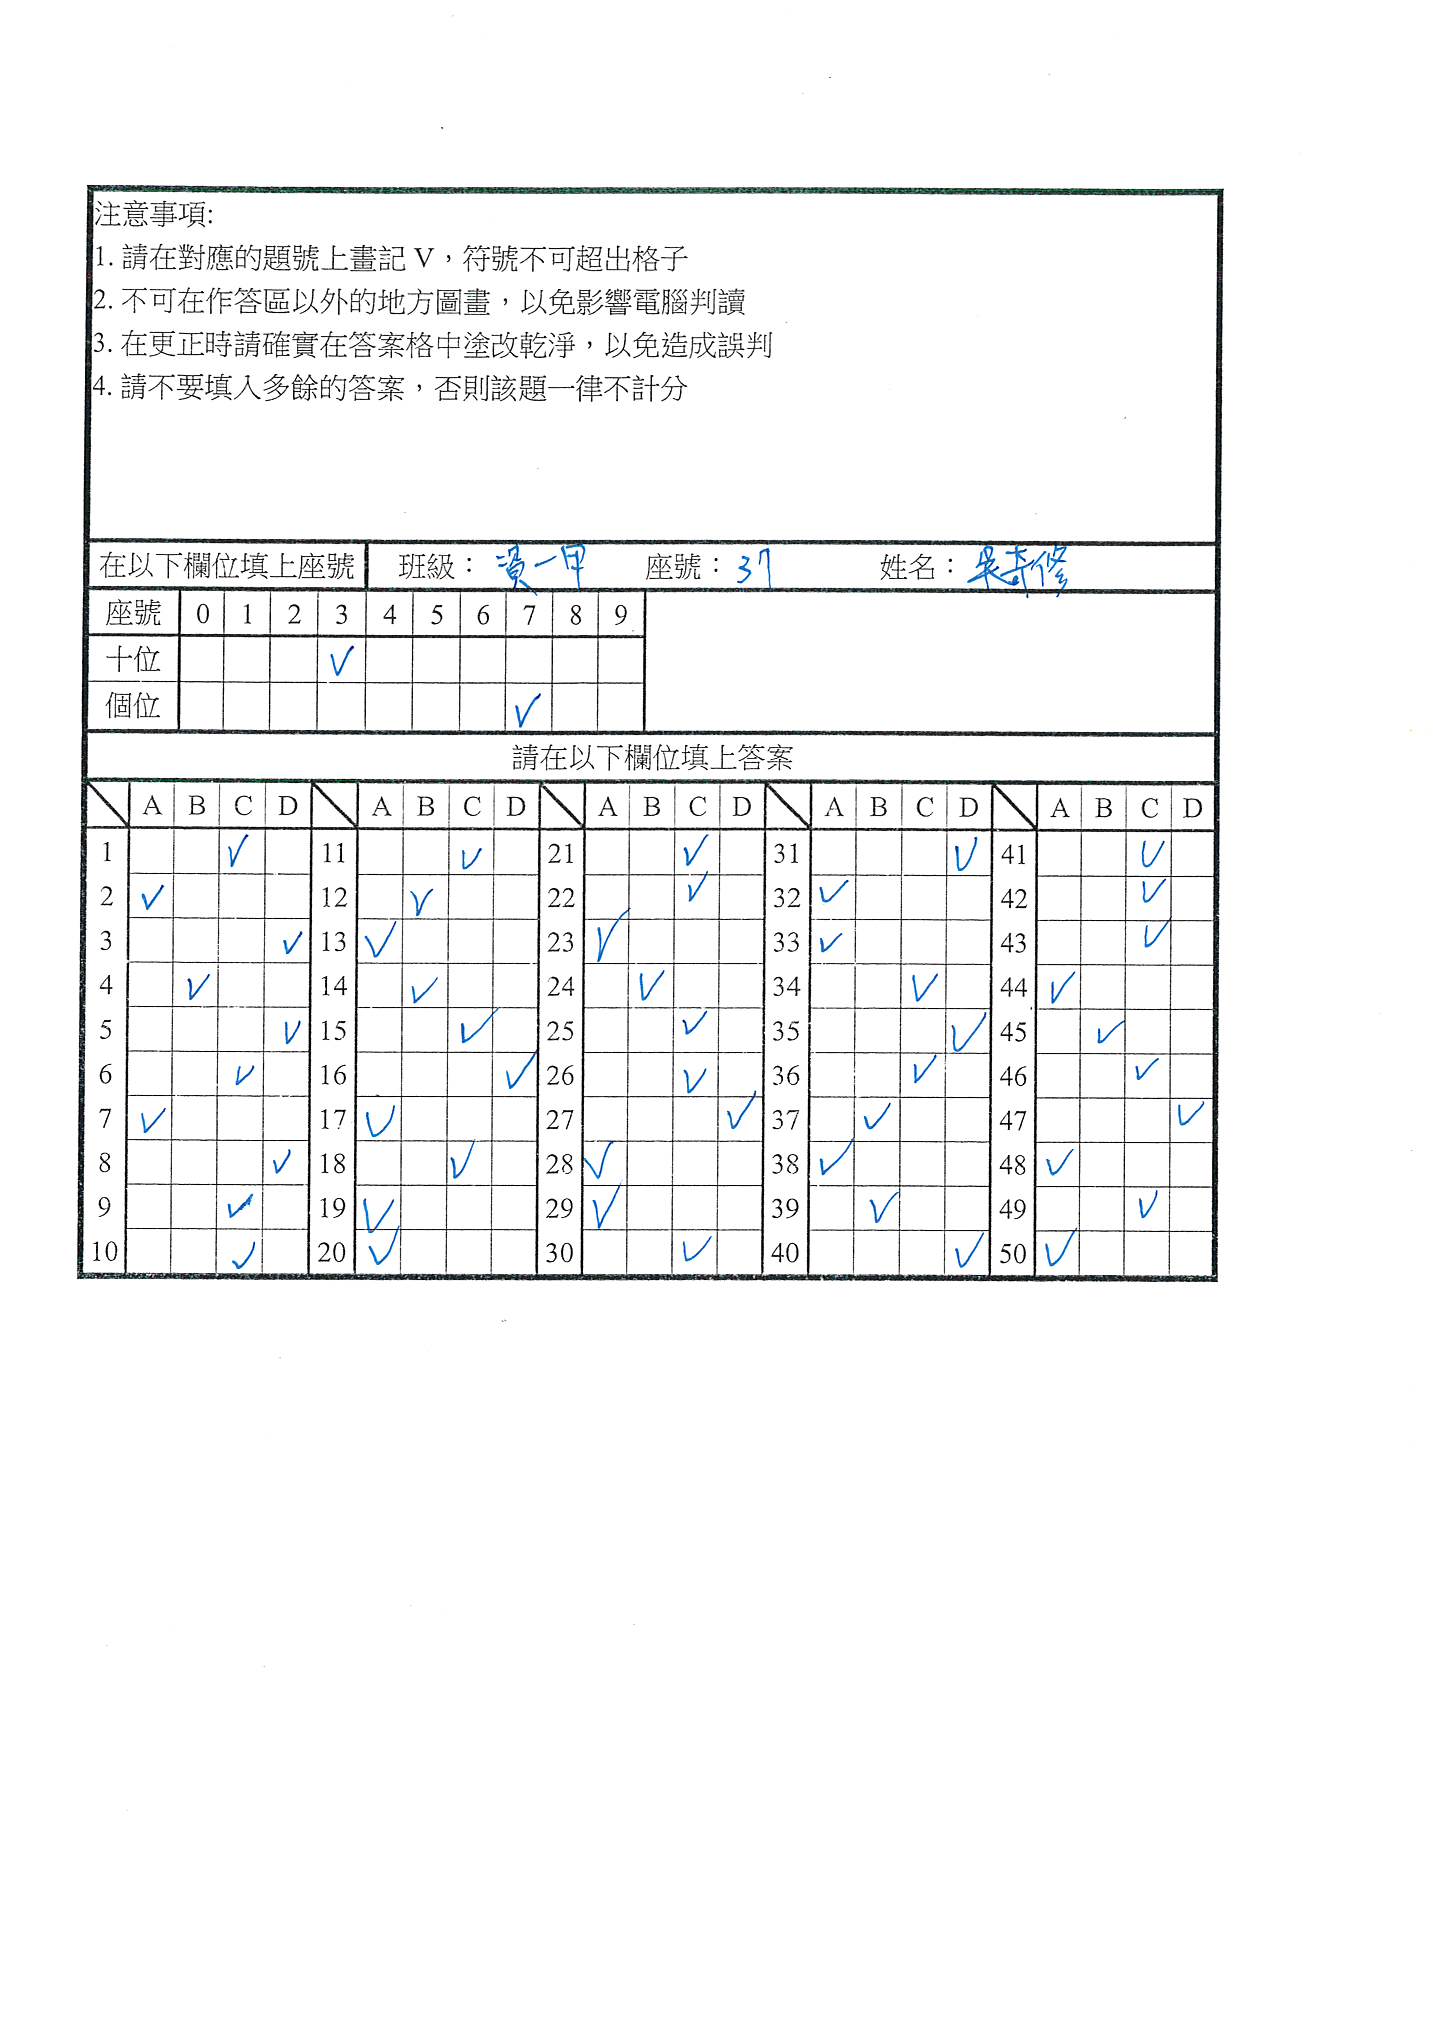 注意事項:
1. 請在對應的題號上畫記 V，符號不可超出格子
2. 不可在作答區以外的地方圖畫，以免影響電腦判讀
3. 在更正時請確實在答案格中塗改乾淨，以免造成誤判
4. 請不要填入多餘的答案，否則該題一律不計分
在以下欄位填上座號 班級：資一甲 座號：37 姓名：吳 修
座號 0 1 2 3 4 5 6 7 8 9
十位 V
個位 V
請在以下欄位填上答案
A B C D A B C D A B C D A B C D A B C D
1 V 11 V 21 V 31 V 41 V
2 V 12 V 22 V 32 V 42 V
3 V 13 V 23 V 33 V 43 V
4 V 14 V 24 V 34 V 44 V
5 V 15 V 25 V 35 V 45 V
6 V 16 V 26 V 36 V 46 V
7 V 17 V 27 V 37 V 47 V
8 V 18 V 28 V 38 V 48 V
9 V 19 V 29 V 39 V 49 V
10 V 20 V 30 V 40 V 50 V